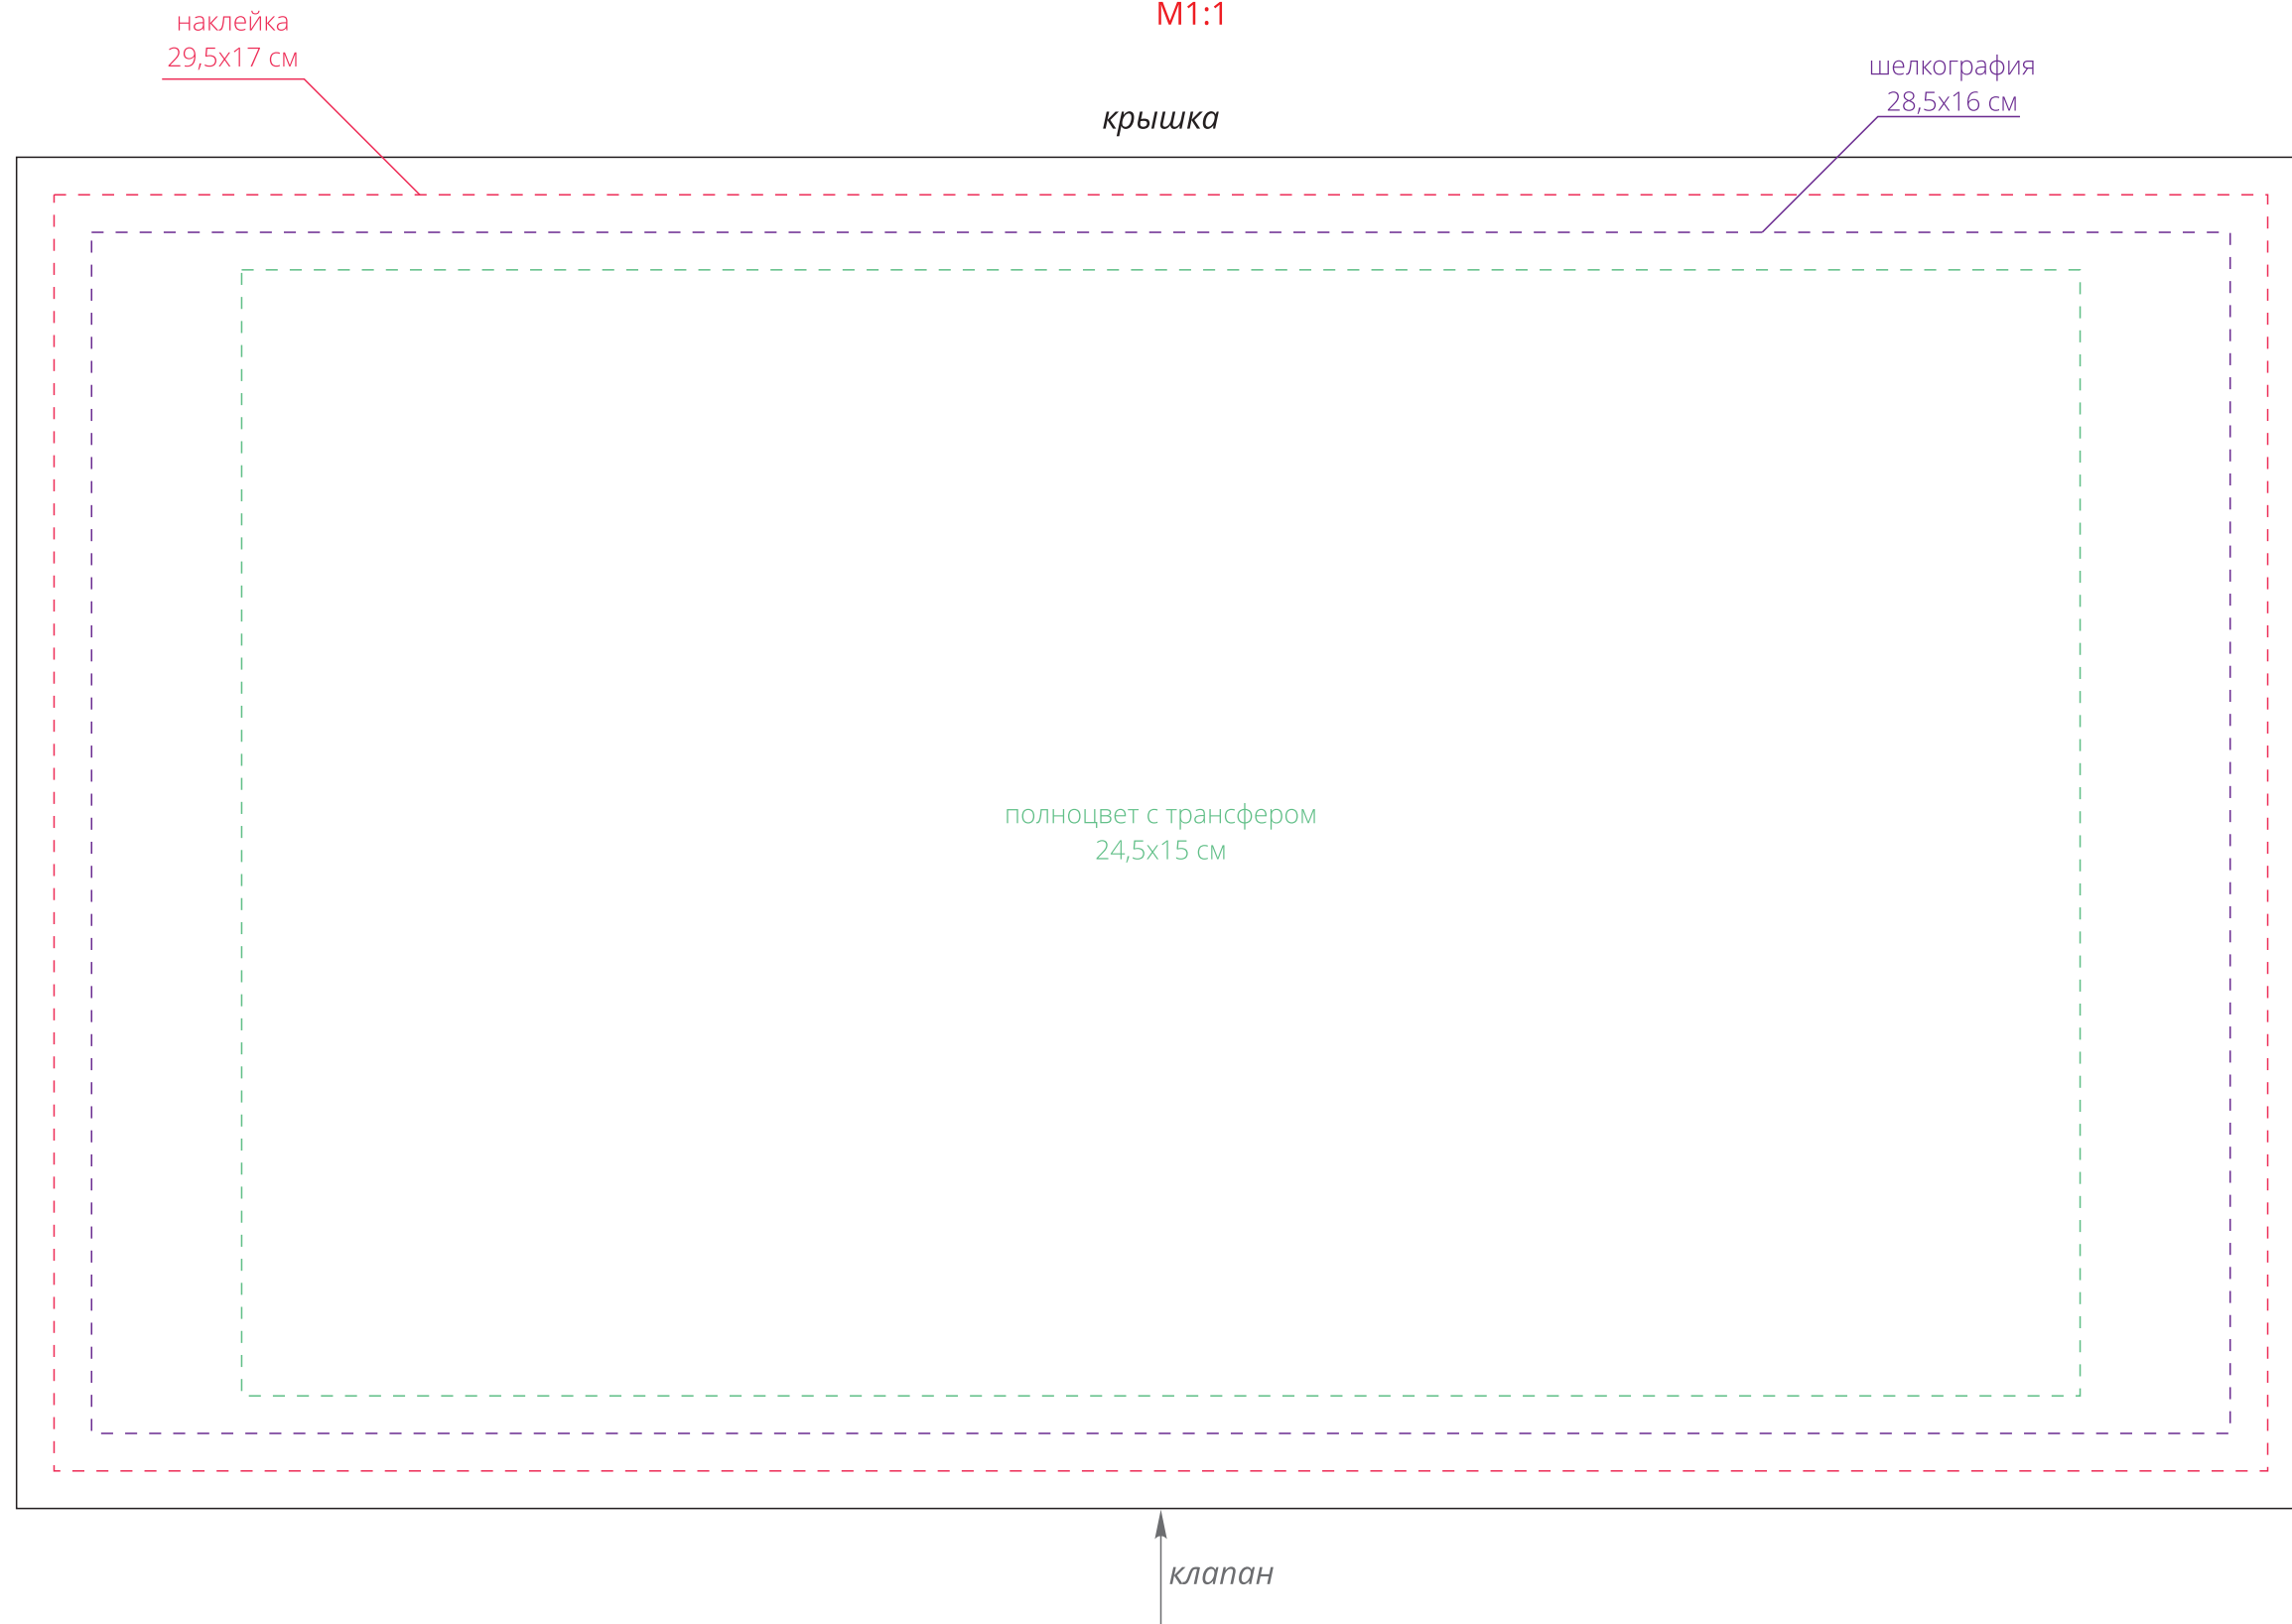 М1:1
наклейка
29,5х17 см
шелкография
28,5х16 см
крышка
полноцвет с трансфером
24,5х15 см
клапан